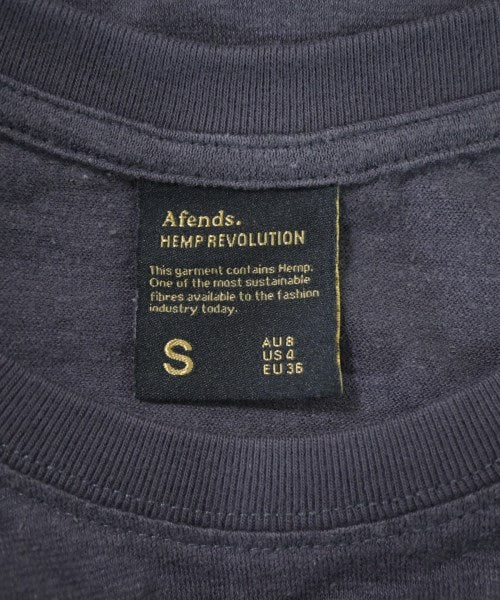 Afends.
HEMP REVOLUTION
This garment contains Hemp.
One of the most sustainable
fibres available to the fashion
industry today.
S
AU 8
US 4
EU 36